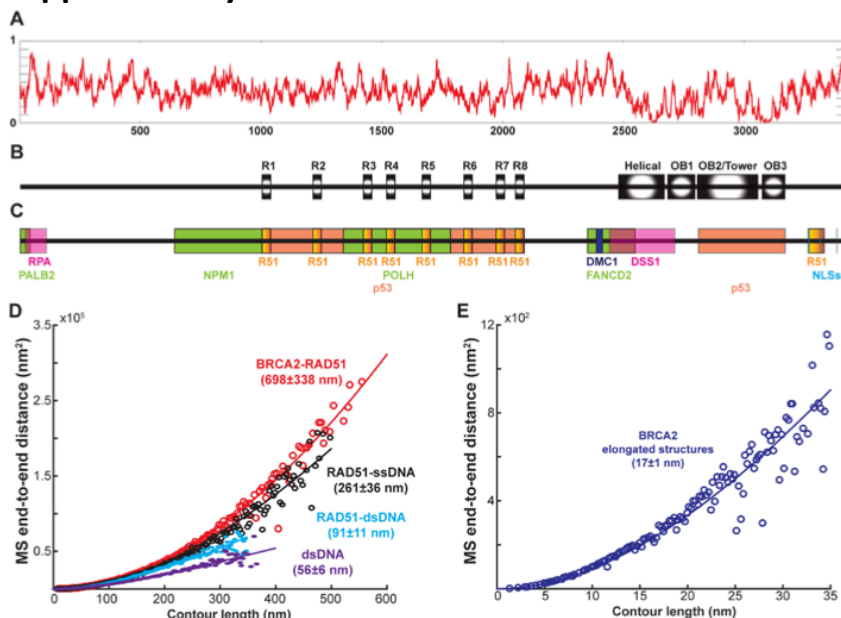 A
1
0
500 1000 1500 2000 2500 3000
B
R1 R2 R3 R4 R5 R6 R7 R8 Helical OB1 OB2/Tower OB3
C
RPA R51 R51 R51 R51 R51 R51 R51 R51 DMC1 DSS1 R51
PALB2 NPM1 POLH FANCD2 NLSs
p53 p53
D
x10⁵
3.5
2.5
1.5
0.5
MS end-to-end distance (nm²)
BRCA2-RAD51
(698±338 nm)
RAD51-ssDNA
(261±36 nm)
RAD51-dsDNA
(91±11 nm)
dsDNA
(56±6 nm)
0 100 200 300 400 500 600
Contour length (nm)
E
x10²
12
8
4
MS end-to-end distance (nm²)
BRCA2
elongated structures
(17±1 nm)
0 5 10 15 20 25 30 35
Contour length (nm)